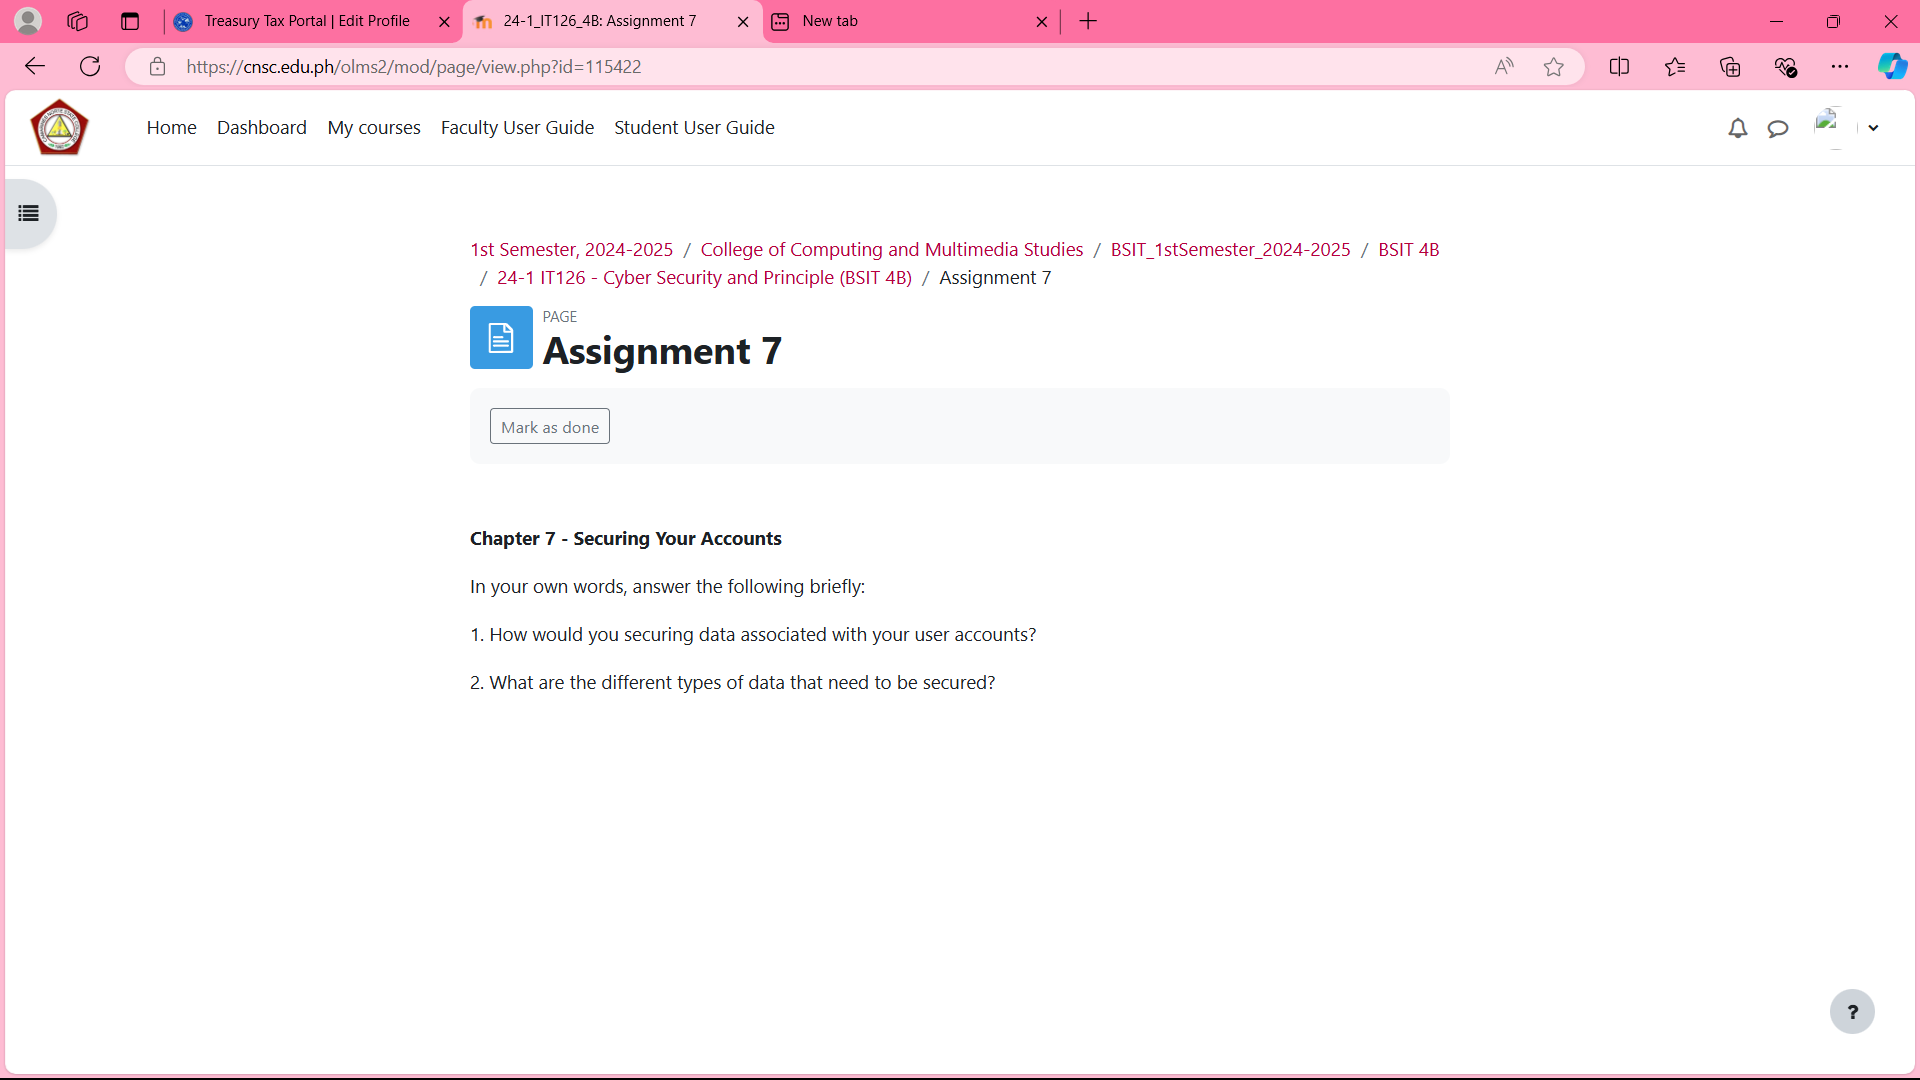 Treasury Tax Portal | Edit Profile
24-1_IT126_4B: Assignment 7
New tab
https://cnsc.edu.ph/olms2/mod/page/view.php?id=115422
Home Dashboard My courses Faculty User Guide Student User Guide
1st Semester, 2024-2025 / College of Computing and Multimedia Studies / BSIT_1stSemester_2024-2025 / BSIT 4B
/ 24-1 IT126 - Cyber Security and Principle (BSIT 4B) / Assignment 7
PAGE
Assignment 7
Mark as done
Chapter 7 - Securing Your Accounts
In your own words, answer the following briefly:
1. How would you securing data associated with your user accounts?
2. What are the different types of data that need to be secured?
?